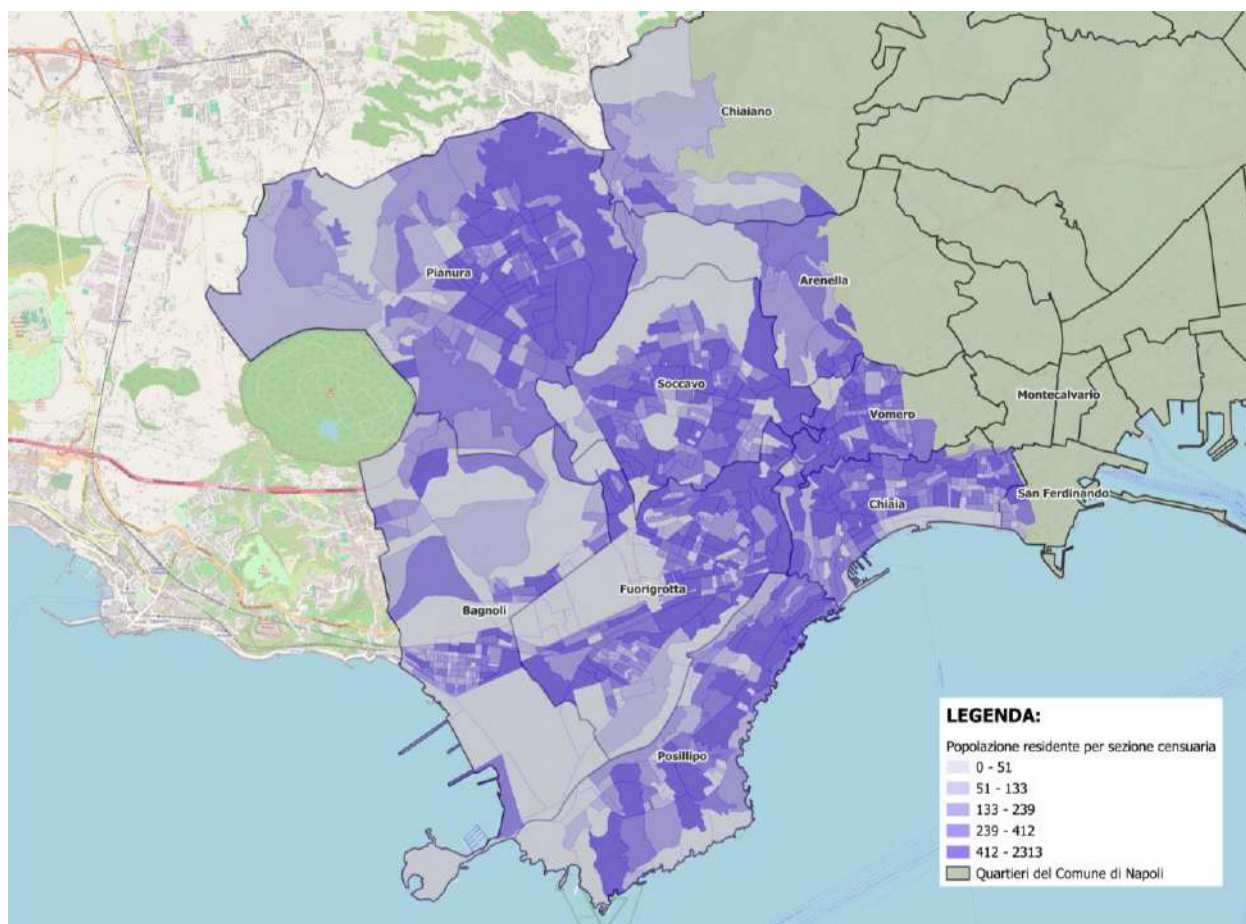 Chiaiano
Pianura
Arenella
Soccavo
Montecalvario
Vomero
San Ferdinando
Chiaia
Fuorigrotta
Bagnoli
Posillipo
LEGENDA:
Popolazione residente per sezione censuaria
0 - 51
51 - 133
133 - 239
239 - 412
412 - 2313
Quartieri del Comune di Napoli